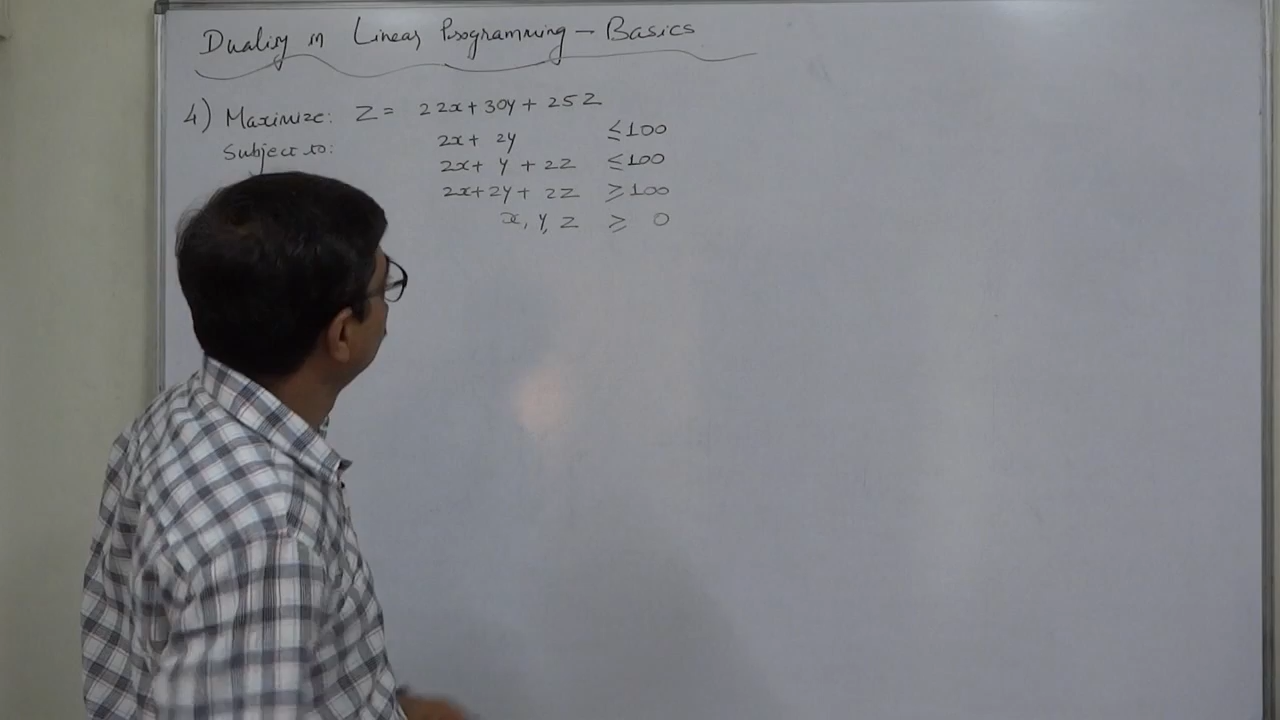 Duality in Linear Programming - Basics
4) Maximize: Z = 22x + 30y + 25z
Subject to: 2x + 2y ≤ 100
2x + y + 2z ≤ 100
2x + 2y + 2z ≥ 100
x, y, z ≥ 0